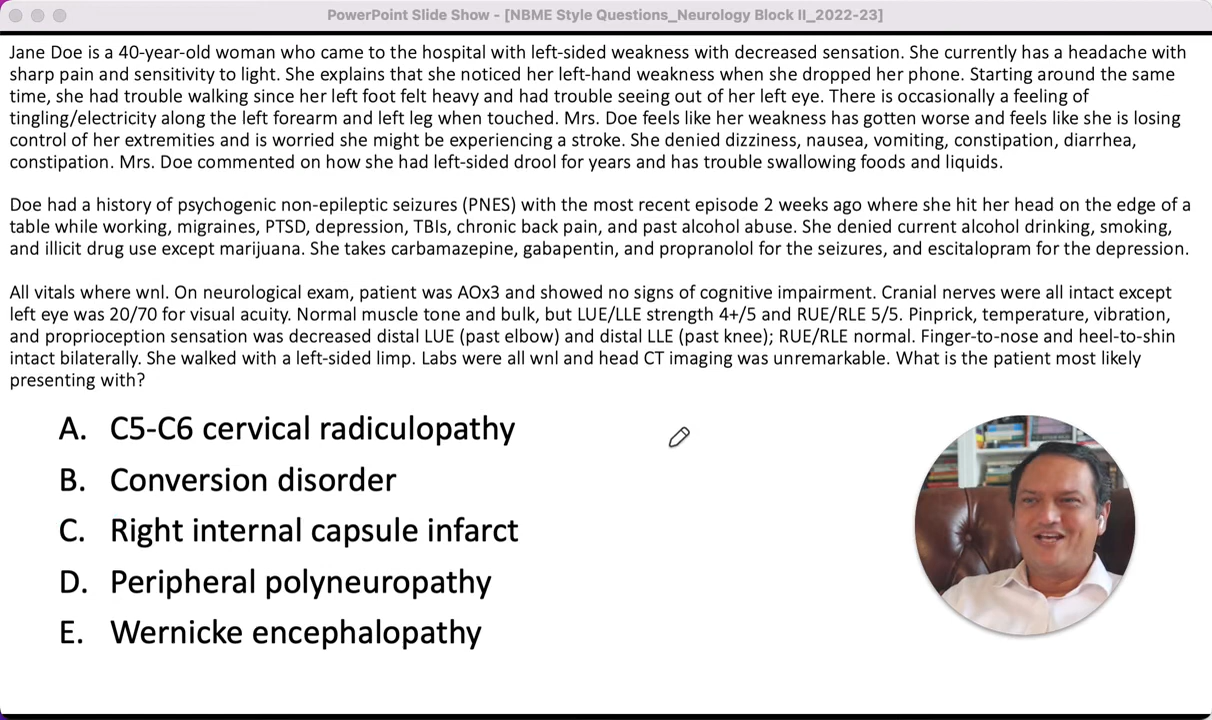 PowerPoint Slide Show - [NBME Style Questions_Neurology Block II_2022-23]
Jane Doe is a 40-year-old woman who came to the hospital with left-sided weakness with decreased sensation. She currently has a headache with
sharp pain and sensitivity to light. She explains that she noticed her left-hand weakness when she dropped her phone. Starting around the same
time, she had trouble walking since her left foot felt heavy and had trouble seeing out of her left eye. There is occasionally a feeling of
tingling/electricity along the left forearm and left leg when touched. Mrs. Doe feels like her weakness has gotten worse and feels like she is losing
control of her extremities and is worried she might be experiencing a stroke. She denied dizziness, nausea, vomiting, constipation, diarrhea,
constipation. Mrs. Doe commented on how she had left-sided drool for years and has trouble swallowing foods and liquids.
Doe had a history of psychogenic non-epileptic seizures (PNES) with the most recent episode 2 weeks ago where she hit her head on the edge of a
table while working, migraines, PTSD, depression, TBIs, chronic back pain, and past alcohol abuse. She denied current alcohol drinking, smoking,
and illicit drug use except marijuana. She takes carbamazepine, gabapentin, and propranolol for the seizures, and escitalopram for the depression.
All vitals where wnl. On neurological exam, patient was AOx3 and showed no signs of cognitive impairment. Cranial nerves were all intact except
left eye was 20/70 for visual acuity. Normal muscle tone and bulk, but LUE/LLE strength 4+/5 and RUE/RLE 5/5. Pinprick, temperature, vibration,
and proprioception sensation was decreased distal LUE (past elbow) and distal LLE (past knee); RUE/RLE normal. Finger-to-nose and heel-to-shin
intact bilaterally. She walked with a left-sided limp. Labs were all wnl and head CT imaging was unremarkable. What is the patient most likely
presenting with?
A. C5-C6 cervical radiculopathy
B. Conversion disorder
C. Right internal capsule infarct
D. Peripheral polyneuropathy
E. Wernicke encephalopathy